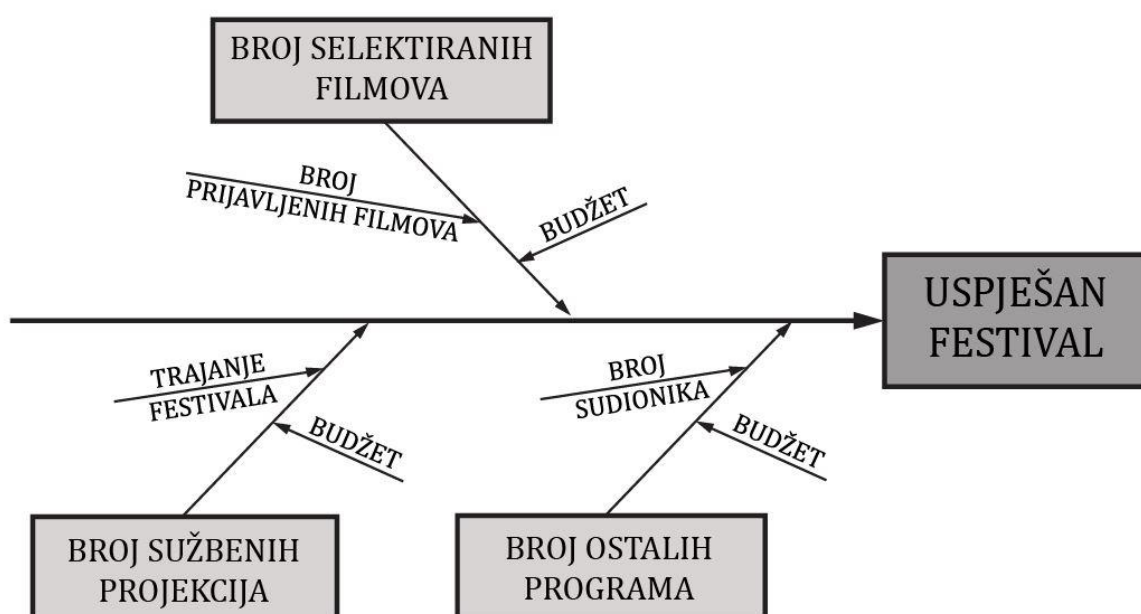 BROJ SELEKTIRANIH
FILMOVA
BROJ
PRIJAVLJENIH FILMOVA
BUDŽET
USPJEŠAN
FESTIVAL
TRAJANJE
FESTIVALA
BUDŽET
BROJ
SUDIONIKA
BUDŽET
BROJ SUŽBENIH
PROJEKCIJA
BROJ OSTALIH
PROGRAMA